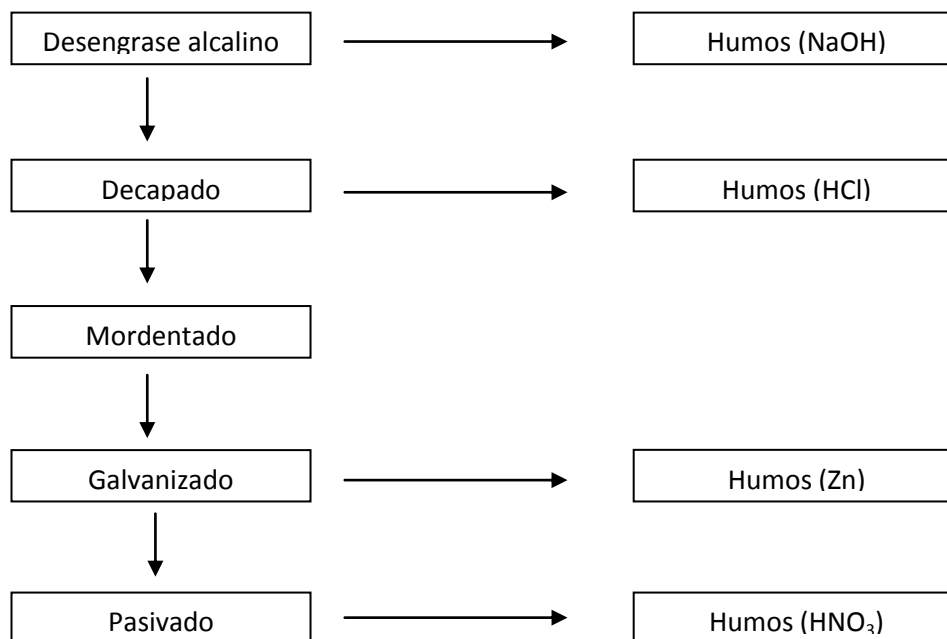 Desengrase alcalino
Humos (NaOH)
Decapado
Humos (HCl)
Mordentado
Galvanizado
Humos (Zn)
Pasivado
Humos (HNO₃)